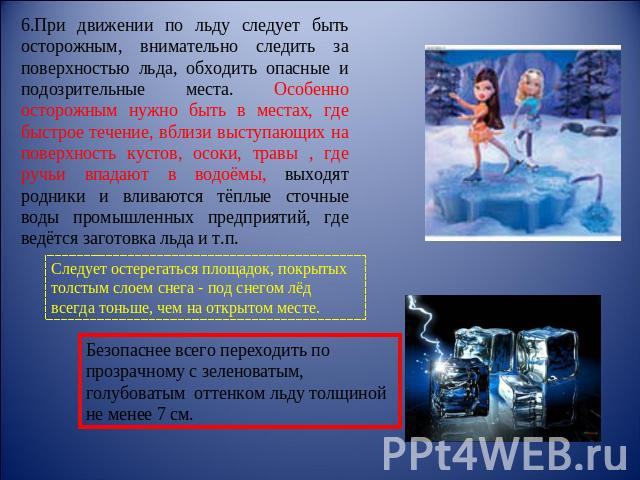 6.При движении по льду следует быть
осторожным, внимательно следить за
поверхностью льда, обходить опасные и
подозрительные места. Особенно
осторожным нужно быть в местах, где
быстрое течение, вблизи выступающих на
поверхность кустов, осоки, травы , где
ручьи впадают в водоёмы, выходят
родники и вливаются тёплые сточные
воды промышленных предприятий, где
ведётся заготовка льда и т.п.
Следует остерегаться площадок, покрытых
толстым слоем снега - под снегом лёд
всегда тоньше, чем на открытом месте.
Безопаснее всего переходить по
прозрачному с зеленоватым,
голубоватым оттенком льду толщиной
не менее 7 см.
PPt4WEB.ru